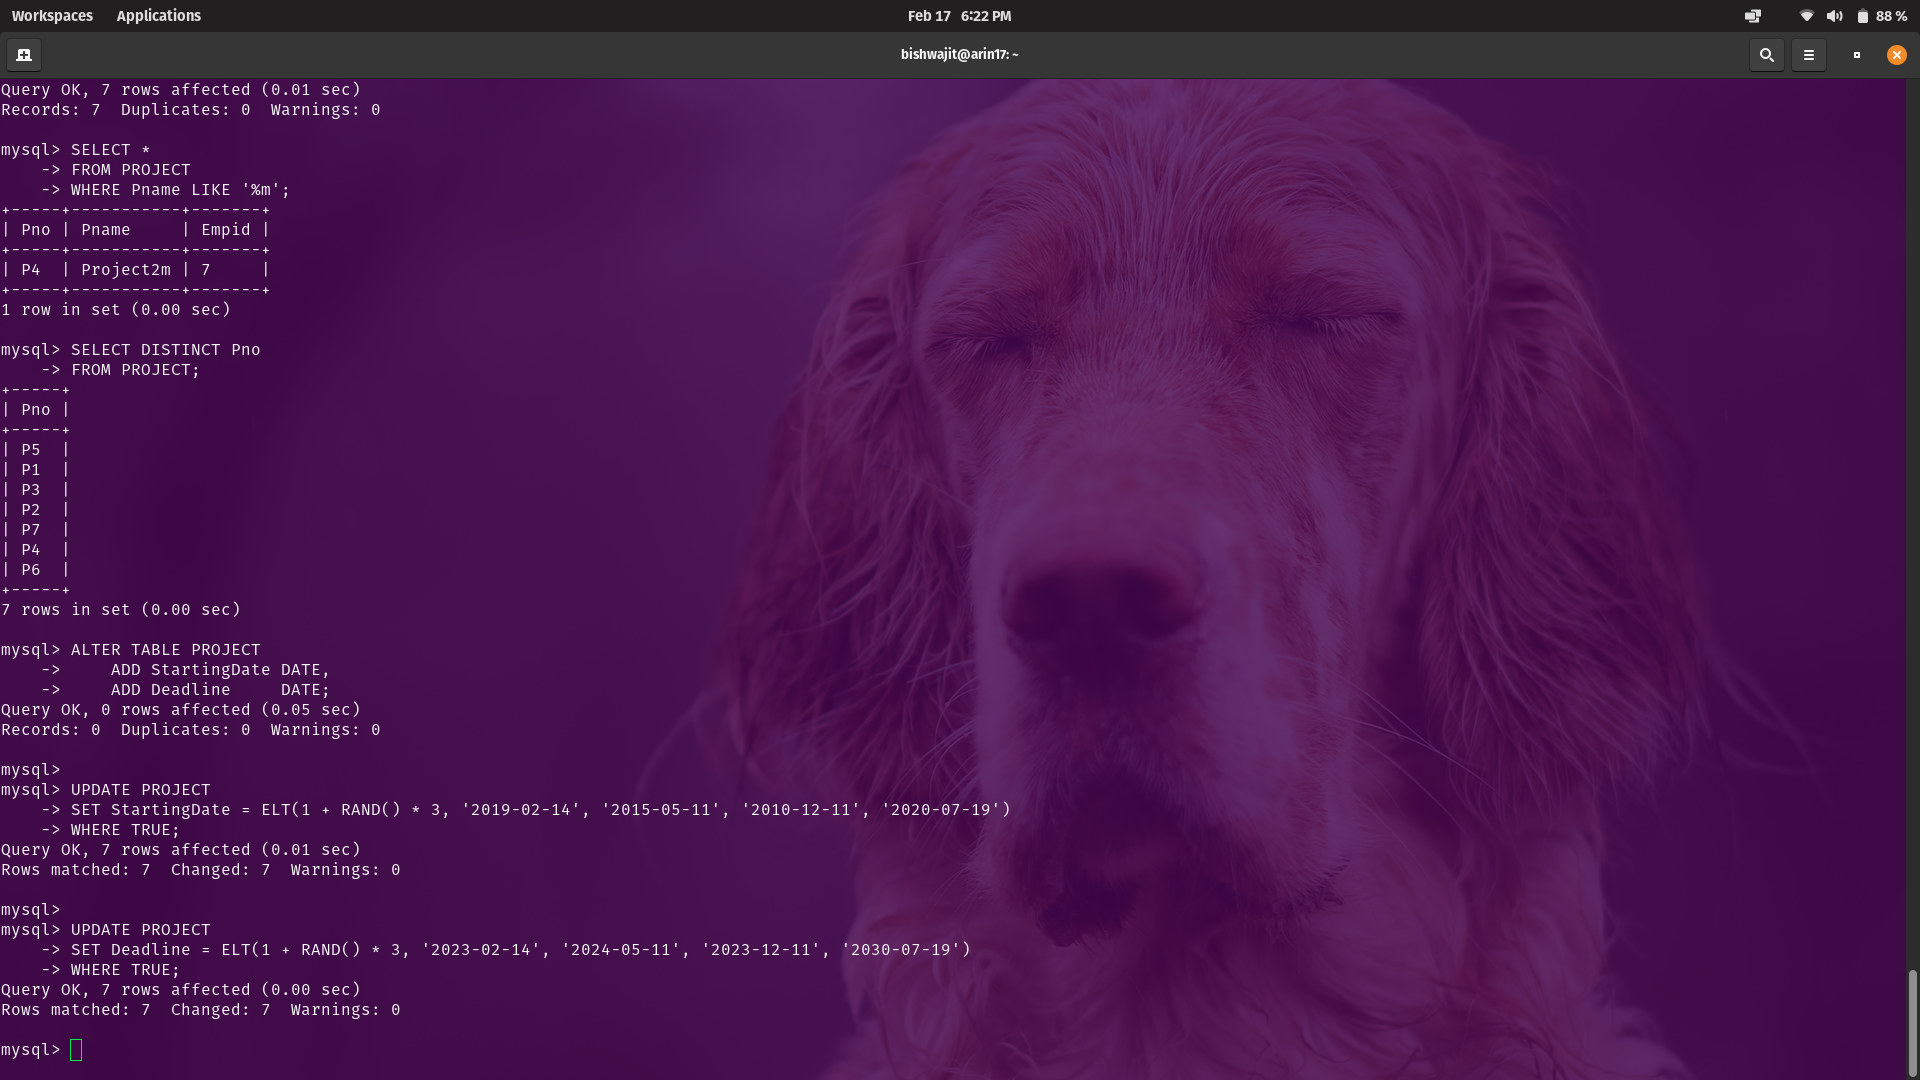 Workspaces Applications Feb 17 6:22 PM 88 %
bishwajit@arin17: ~
Query OK, 7 rows affected (0.01 sec)
Records: 7  Duplicates: 0  Warnings: 0

mysql> SELECT *
    -> FROM PROJECT
    -> WHERE Pname LIKE '%m';
+-----+-----------+-------+
| Pno | Pname     | Empid |
+-----+-----------+-------+
| P4  | Project2m | 7     |
+-----+-----------+-------+
1 row in set (0.00 sec)

mysql> SELECT DISTINCT Pno
    -> FROM PROJECT;
+-----+
| Pno |
+-----+
| P5  |
| P1  |
| P3  |
| P2  |
| P7  |
| P4  |
| P6  |
+-----+
7 rows in set (0.00 sec)

mysql> ALTER TABLE PROJECT
    ->     ADD StartingDate DATE,
    ->     ADD Deadline     DATE;
Query OK, 0 rows affected (0.05 sec)
Records: 0  Duplicates: 0  Warnings: 0

mysql>
mysql> UPDATE PROJECT
    -> SET StartingDate = ELT(1 + RAND() * 3, '2019-02-14', '2015-05-11', '2010-12-11', '2020-07-19')
    -> WHERE TRUE;
Query OK, 7 rows affected (0.01 sec)
Rows matched: 7  Changed: 7  Warnings: 0

mysql>
mysql> UPDATE PROJECT
    -> SET Deadline = ELT(1 + RAND() * 3, '2023-02-14', '2024-05-11', '2023-12-11', '2030-07-19')
    -> WHERE TRUE;
Query OK, 7 rows affected (0.00 sec)
Rows matched: 7  Changed: 7  Warnings: 0

mysql>